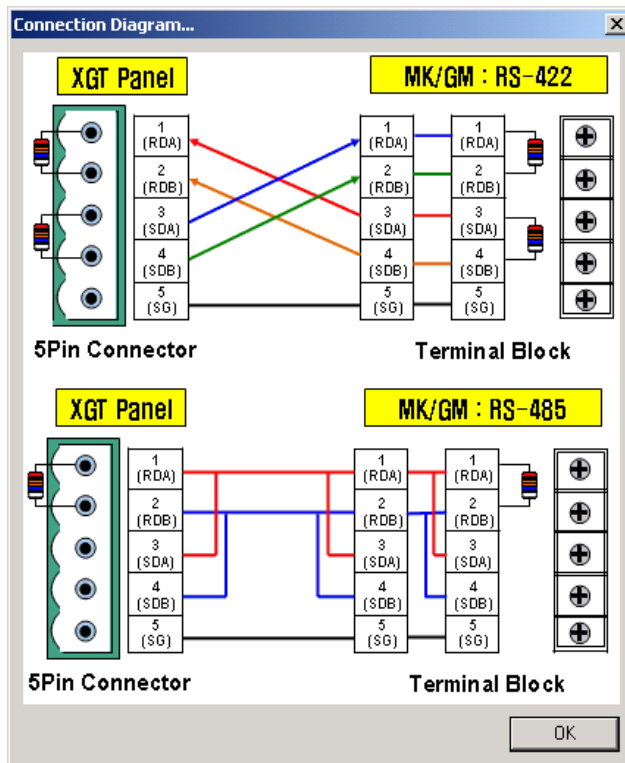 Connection Diagram...
XGT Panel
MK/GM : RS-422
1
(RDA)
2
(RDB)
3
(SDA)
4
(SDB)
5
(SG)
1
(RDA)
2
(RDB)
3
(SDA)
4
(SDB)
5
(SG)
1
(RDA)
2
(RDB)
3
(SDA)
4
(SDB)
5
(SG)
5Pin Connector
Terminal Block
XGT Panel
MK/GM : RS-485
1
(RDA)
2
(RDB)
3
(SDA)
4
(SDB)
5
(SG)
1
(RDA)
2
(RDB)
3
(SDA)
4
(SDB)
5
(SG)
1
(RDA)
2
(RDB)
3
(SDA)
4
(SDB)
5
(SG)
5Pin Connector
Terminal Block
OK